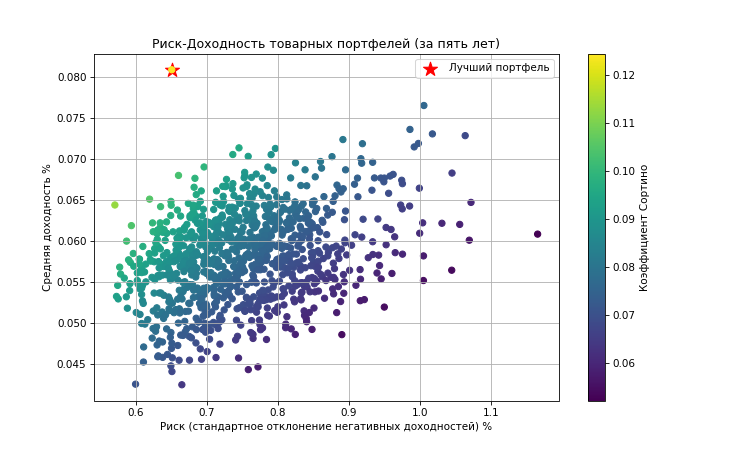 Риск-Доходность товарных портфелей (за пять лет)
Лучший портфель
Средняя доходность %
0.080
0.075
0.070
0.065
0.060
0.055
0.050
0.045
0.6 0.7 0.8 0.9 1.0 1.1
Риск (стандартное отклонение негативных доходностей) %
0.12
0.11
0.10
0.09
0.08
0.07
0.06
Коэффициент Сортино